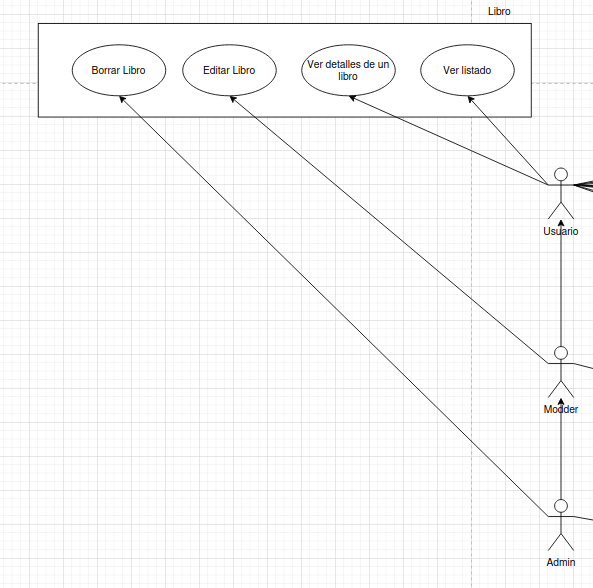 Libro
Borrar Libro
Editar Libro
Ver detalles de un
libro
Ver listado
Usuario
Modder
Admin